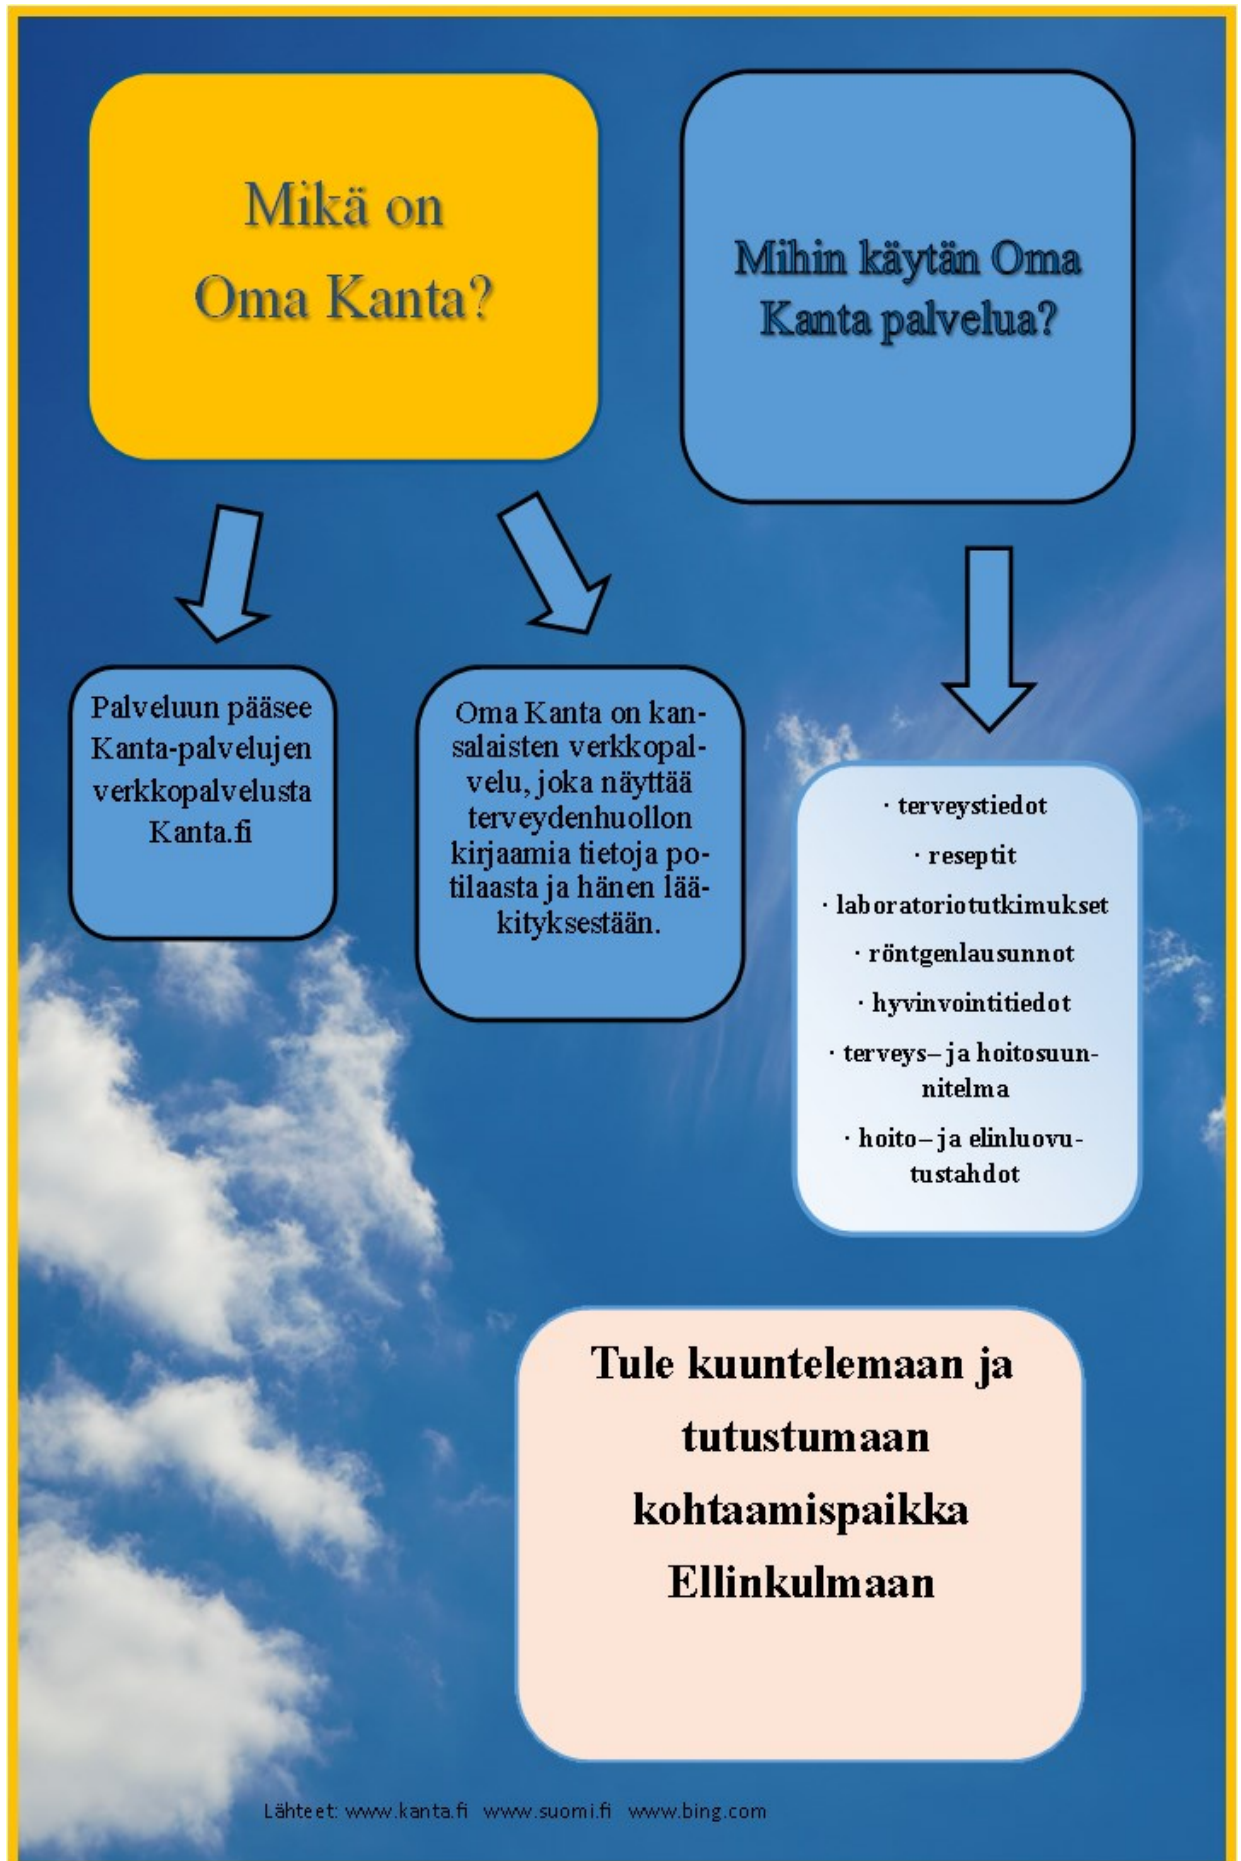 Mikä on
Oma Kanta?
Mihin käytän Oma
Kanta palvelua?
Palveluun pääsee
Kanta-palvelujen
verkkopalvelusta
Kanta.fi
Oma Kanta on kan-
salaisten verkkopal-
velu, joka näyttää
terveydenhuollon
kirjaamia tietoja po-
tilaasta ja hänen lää-
kityksestään.
· terveystiedot
· reseptit
· laboratoriotutkimukset
· röntgenlausunnot
· hyvinvointitiedot
· terveys– ja hoitosuun-
nitelma
· hoito– ja elinluovu-
tustahdot
Tule kuuntelemaan ja
tutustumaan
kohtaamispaikka
Ellinkulmaan
Lähteet: www.kanta.fi www.suomi.fi www.bing.com